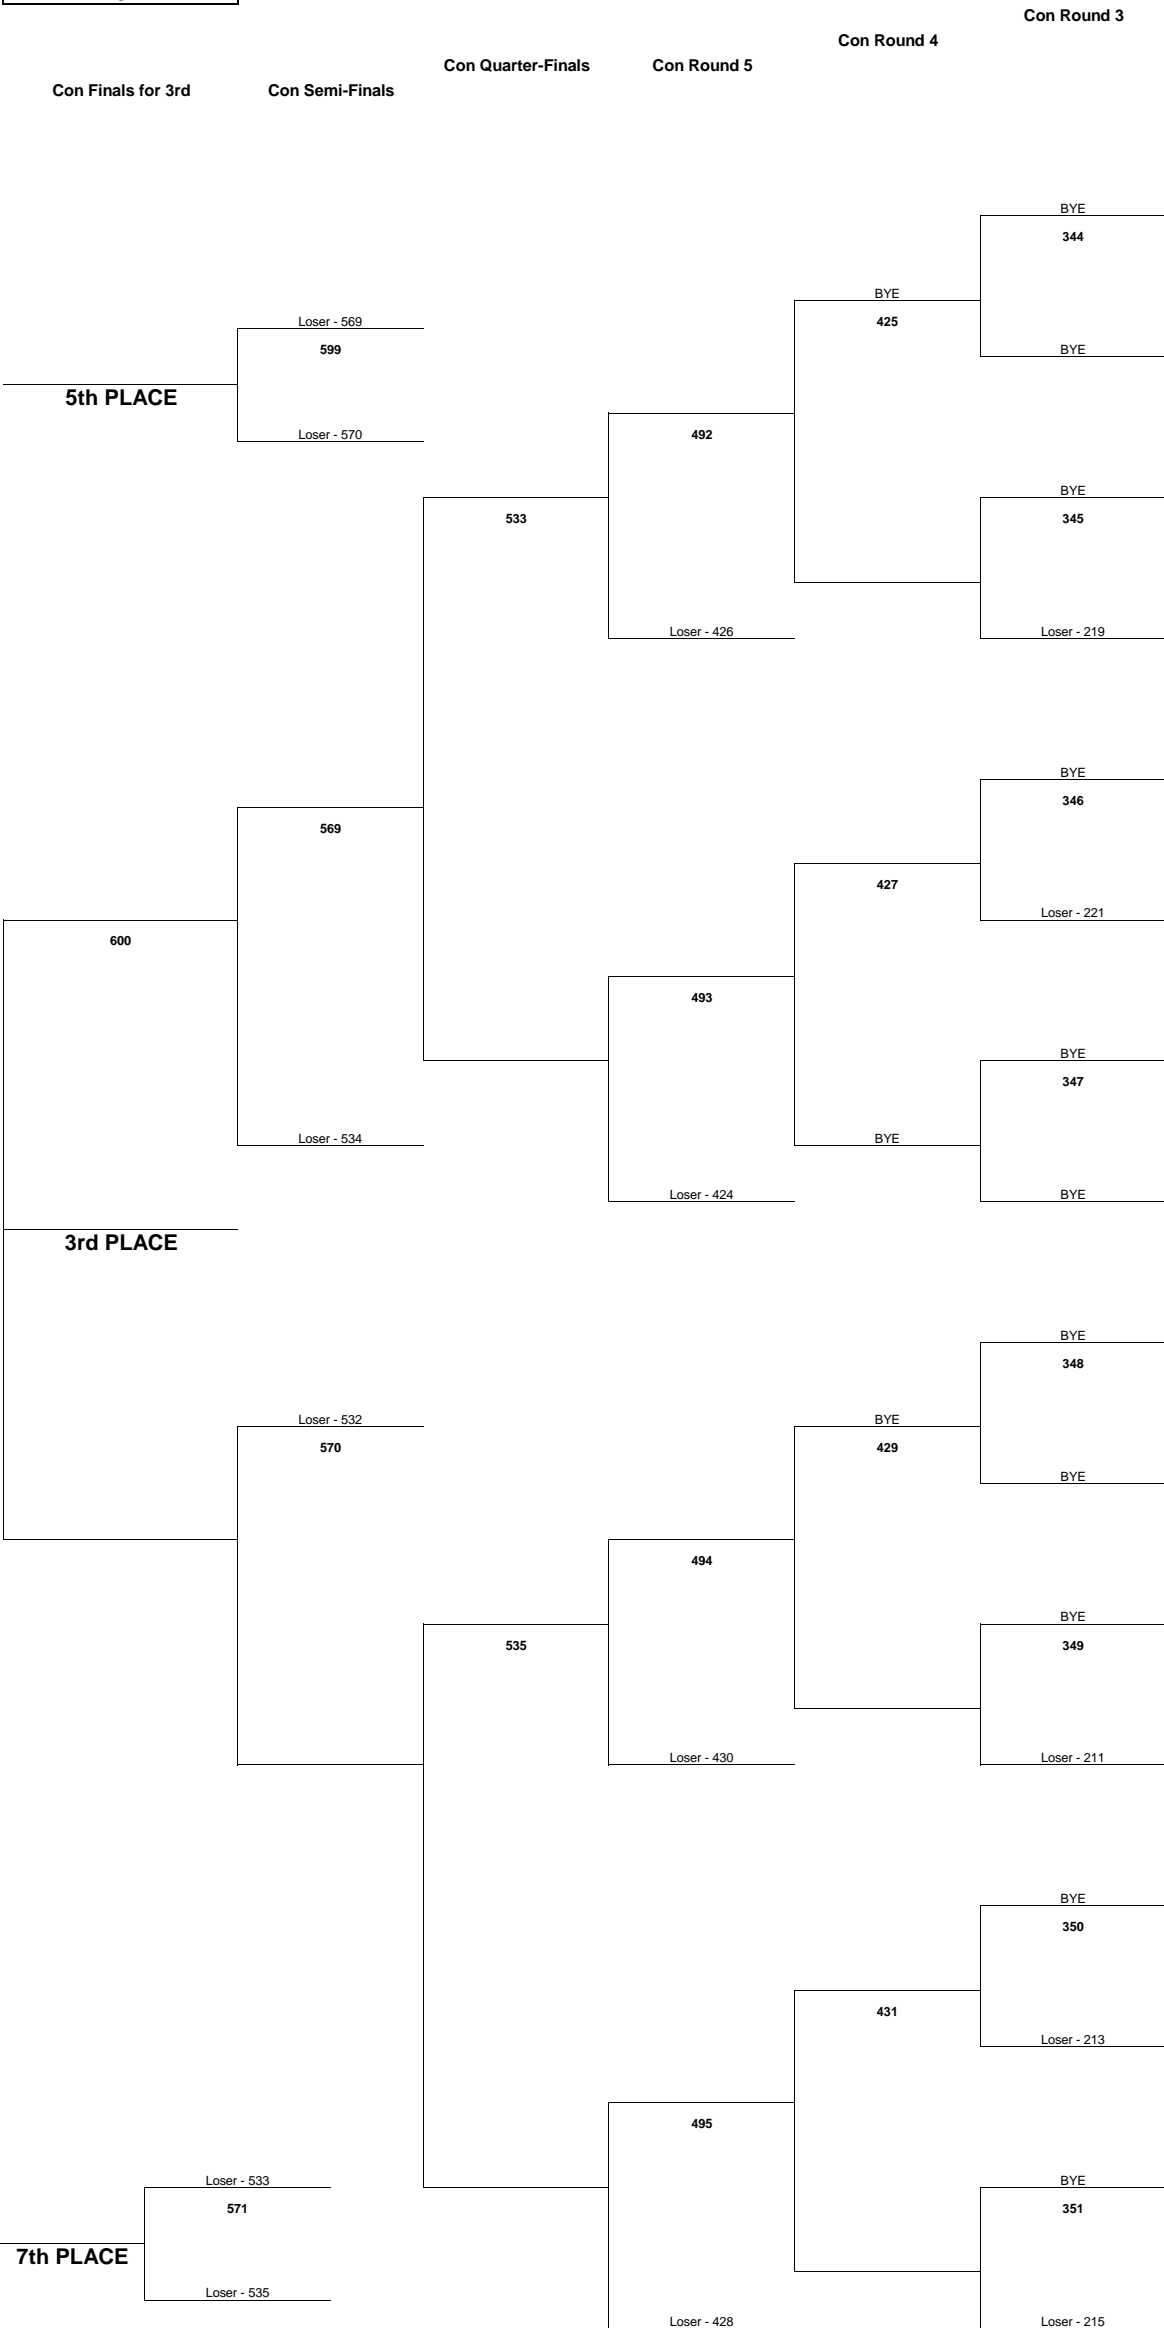 Con Round 3
Con Round 4
Con Quarter-Finals Con Round 5
Con Finals for 3rd Con Semi-Finals
BYE
344
BYE
Loser - 569
425
599
BYE
5th PLACE
Loser - 570
492
BYE
533
345
Loser - 426
Loser - 219
BYE
346
569
427
Loser - 221
600
493
BYE
347
Loser - 534
BYE
Loser - 424
BYE
3rd PLACE
BYE
348
Loser - 532
BYE
570
429
BYE
494
BYE
535
349
Loser - 430
Loser - 211
BYE
350
431
Loser - 213
495
Loser - 533
BYE
571
351
7th PLACE
Loser - 535
Loser - 428
Loser - 215